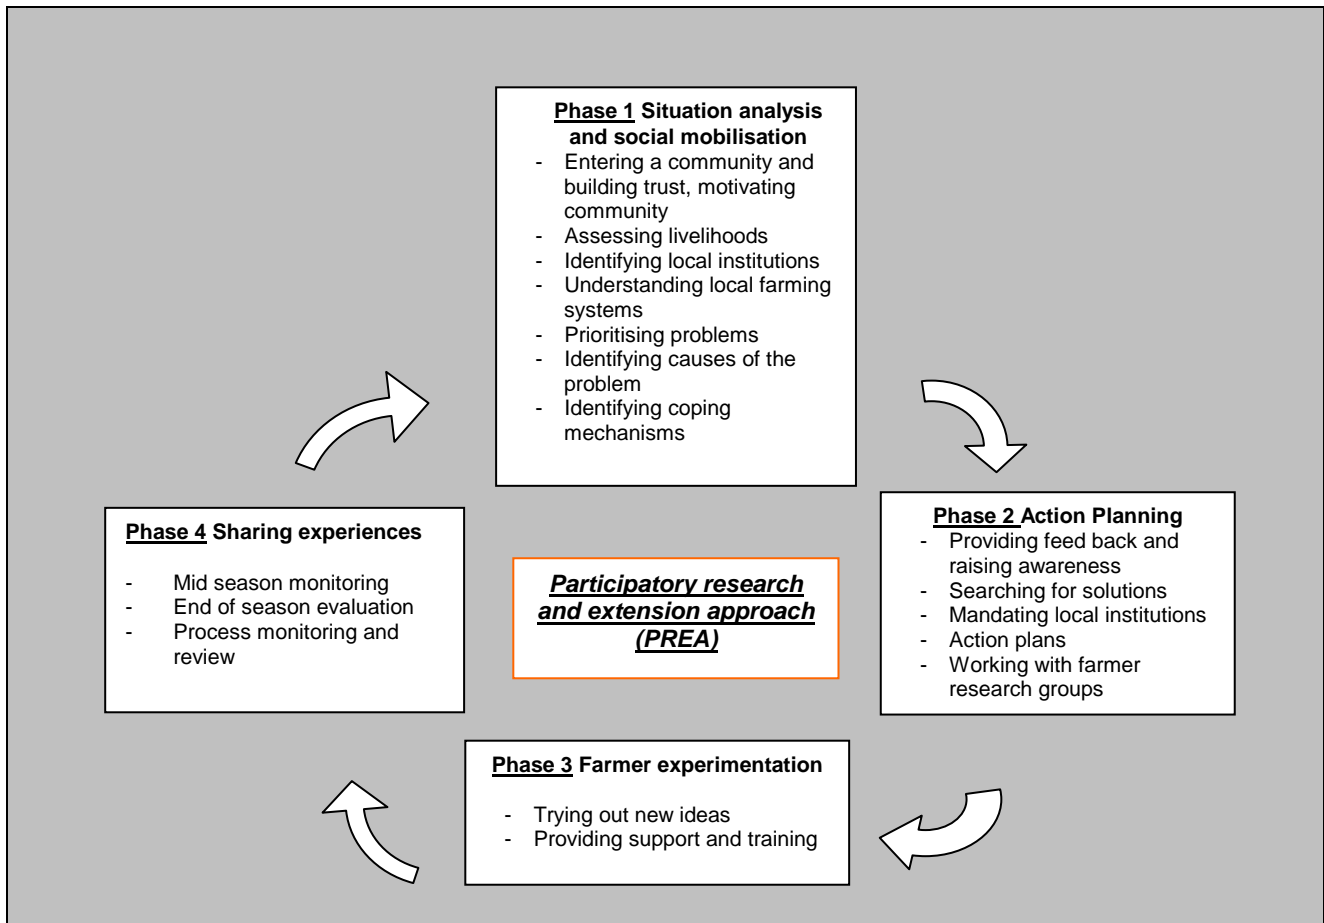 Phase 1 Situation analysis
and social mobilisation
- Entering a community and
building trust, motivating
community
- Assessing livelihoods
- Identifying local institutions
- Understanding local farming
systems
- Prioritising problems
- Identifying causes of the
problem
- Identifying coping
mechanisms
Phase 2 Action Planning
- Providing feed back and
raising awareness
- Searching for solutions
- Mandating local institutions
- Action plans
- Working with farmer
research groups
Phase 3 Farmer experimentation
- Trying out new ideas
- Providing support and training
Phase 4 Sharing experiences
- Mid season monitoring
- End of season evaluation
- Process monitoring and
review
Participatory research
and extension approach
(PREA)